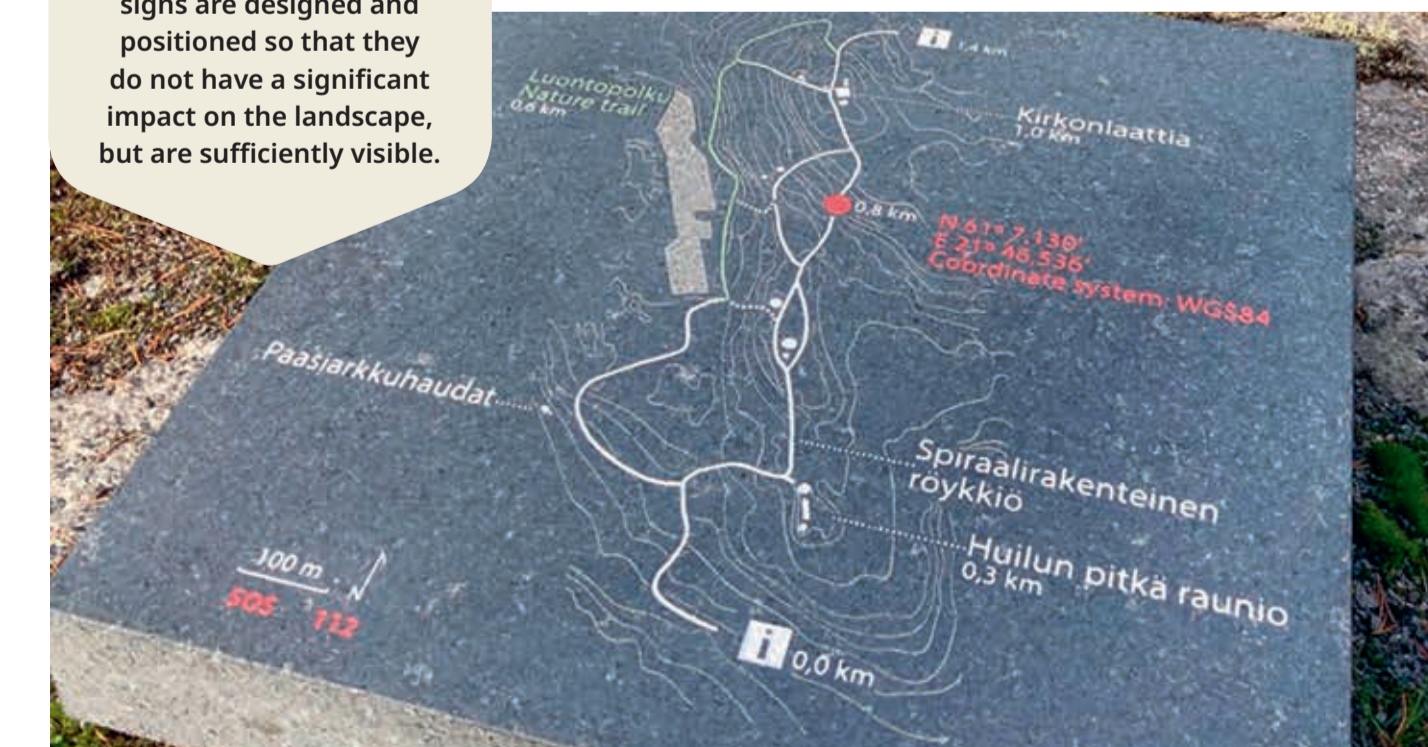 signs are designed and
positioned so that they
do not have a significant
impact on the landscape,
but are sufficiently visible.
i 1,4 km
Luontopolku
Nature trail
0,6 km
Kirkonlaattia
1,0 km
0,8 km
N 61° 7,130'
E 21° 46,536'
Coordinate system: WGS84
Paasiarkkuhaudat
Spiraalirakenteinen
röykkiö
Huilun pitkä raunio
0,3 km
100 m N
SOS 112
i 0,0 km